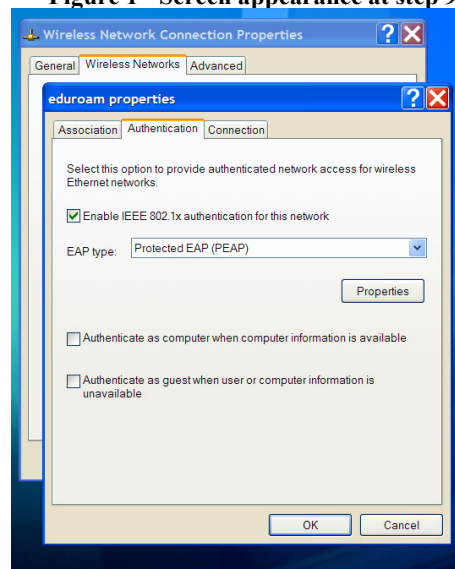 Figure 1 - Screen appearance at step 9
Wireless Network Connection Properties
General Wireless Networks Advanced
eduroam properties
Association Authentication Connection
Select this option to provide authenticated network access for wireless
Ethernet networks.
Enable IEEE 802.1x authentication for this network
EAP type: Protected EAP (PEAP)
Properties
Authenticate as computer when computer information is available
Authenticate as guest when user or computer information is
unavailable
OK Cancel